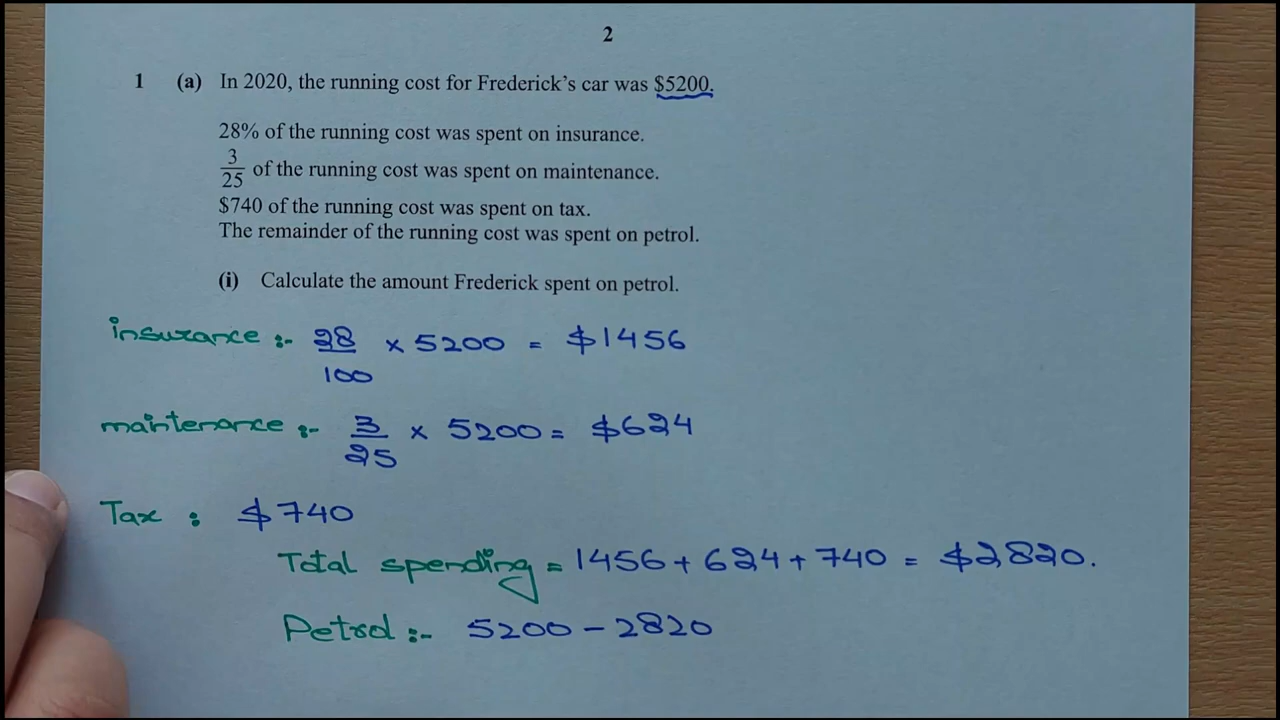 2
1 (a) In 2020, the running cost for Frederick's car was $5200.
28% of the running cost was spent on insurance.
3/25 of the running cost was spent on maintenance.
$740 of the running cost was spent on tax.
The remainder of the running cost was spent on petrol.
(i) Calculate the amount Frederick spent on petrol.
insurance :- 28/100 × 5200 = $1456
maintenance :- 3/25 × 5200 = $624
Tax : $740
Total spending = 1456 + 624 + 740 = $2820.
Petrol :- 5200 - 2820